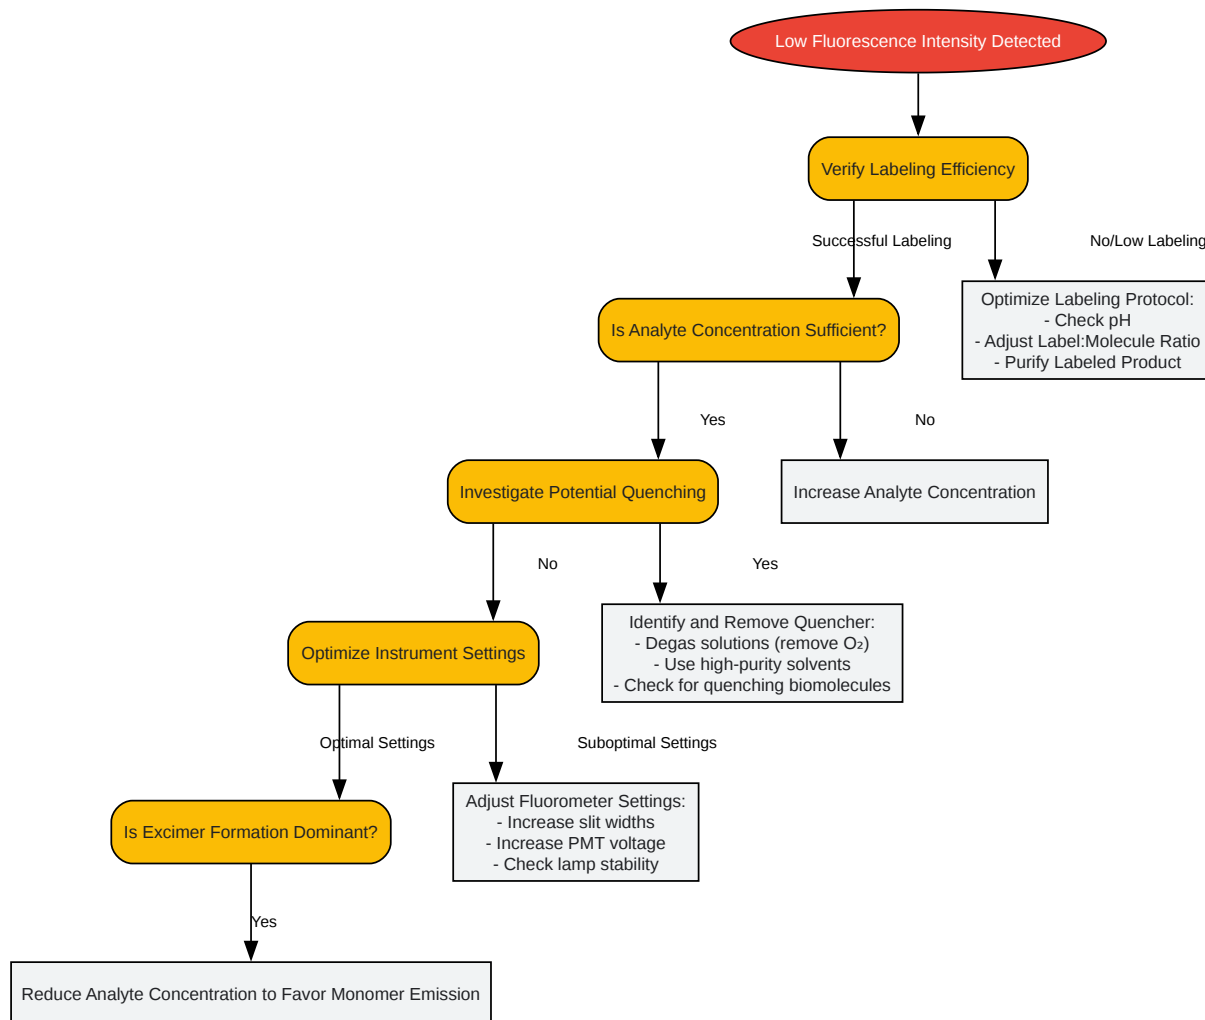 Low Fluorescence Intensity Detected
Verify Labeling Efficiency
Successful Labeling
No/Low Labeling
Optimize Labeling Protocol:
- Check pH
- Adjust Label:Molecule Ratio
- Purify Labeled Product
Is Analyte Concentration Sufficient?
Yes
No
Investigate Potential Quenching
Increase Analyte Concentration
No
Yes
Identify and Remove Quencher:
- Degas solutions (remove O₂)
- Use high-purity solvents
- Check for quenching biomolecules
Optimize Instrument Settings
Optimal Settings
Suboptimal Settings
Adjust Fluorometer Settings:
- Increase slit widths
- Increase PMT voltage
- Check lamp stability
Is Excimer Formation Dominant?
Yes
Reduce Analyte Concentration to Favor Monomer Emission